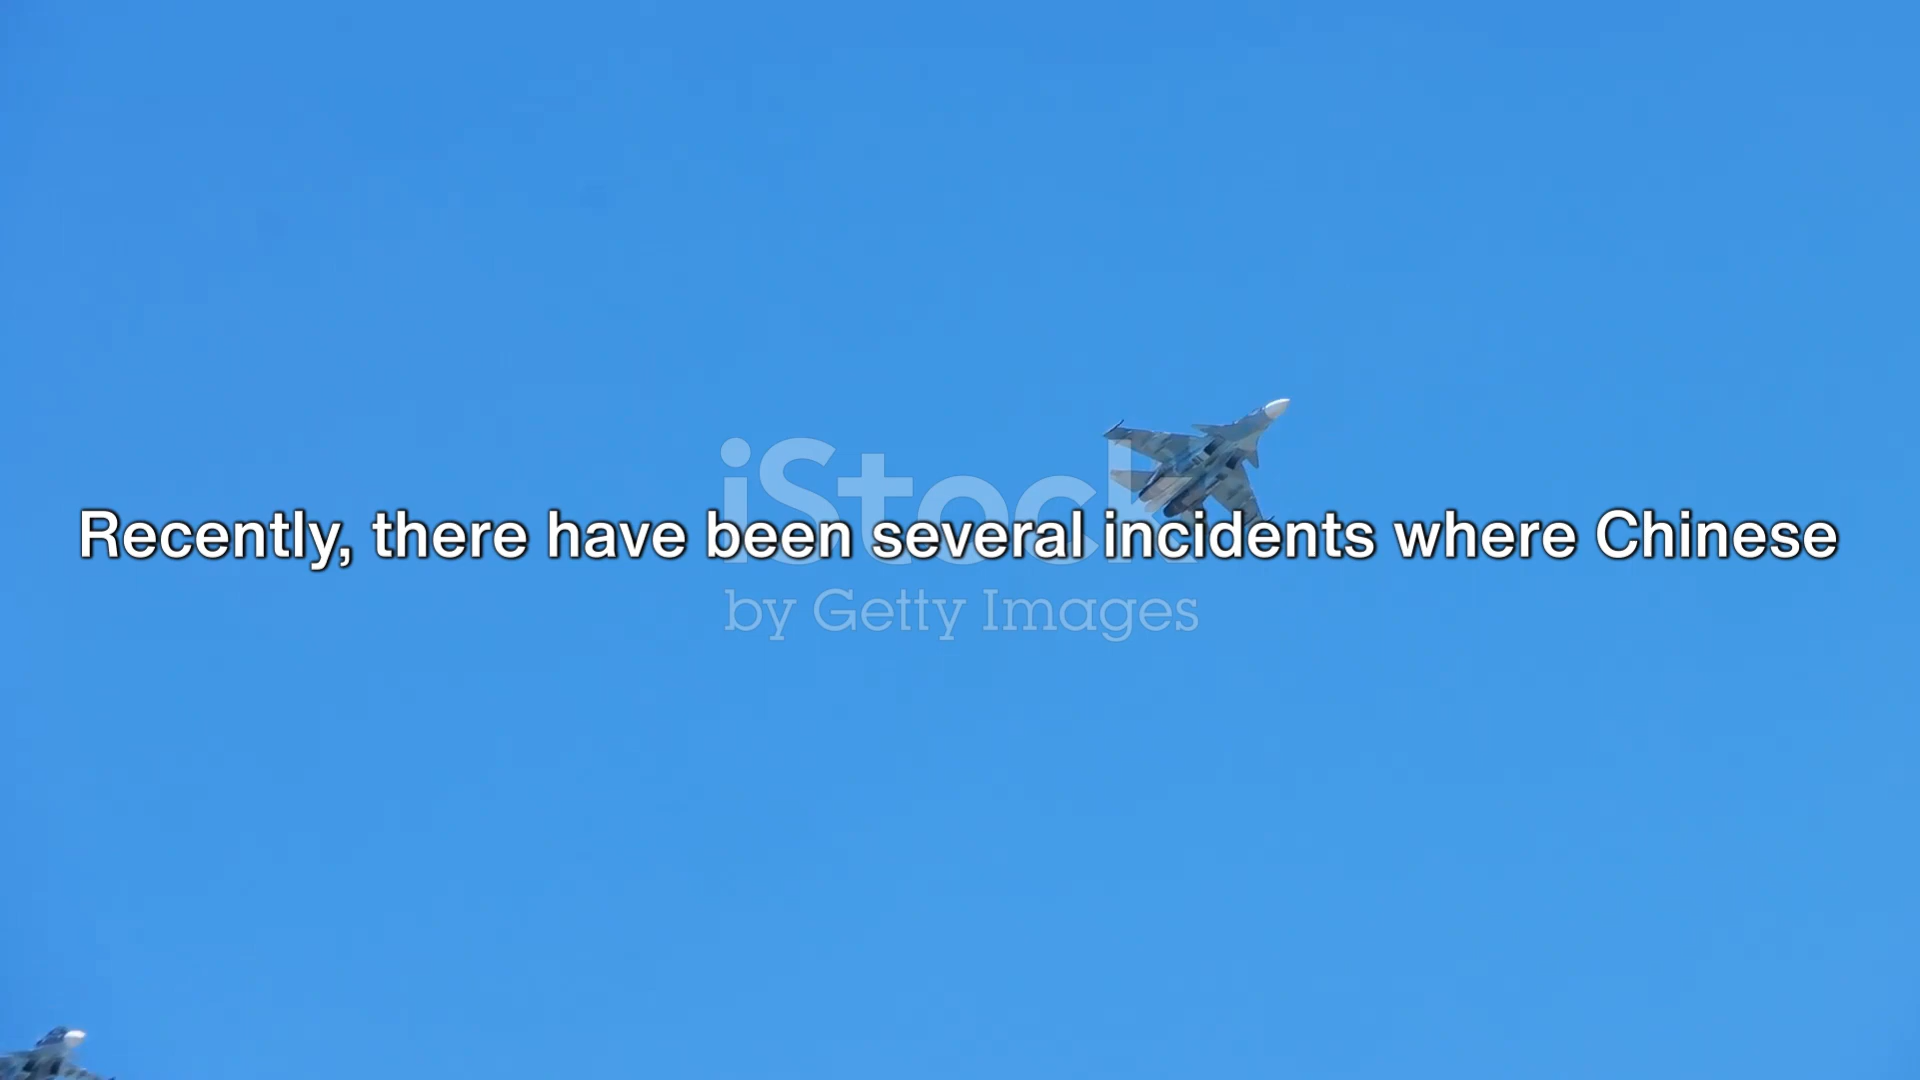 iStock
Recently, there have been several incidents where Chinese
by Getty Images